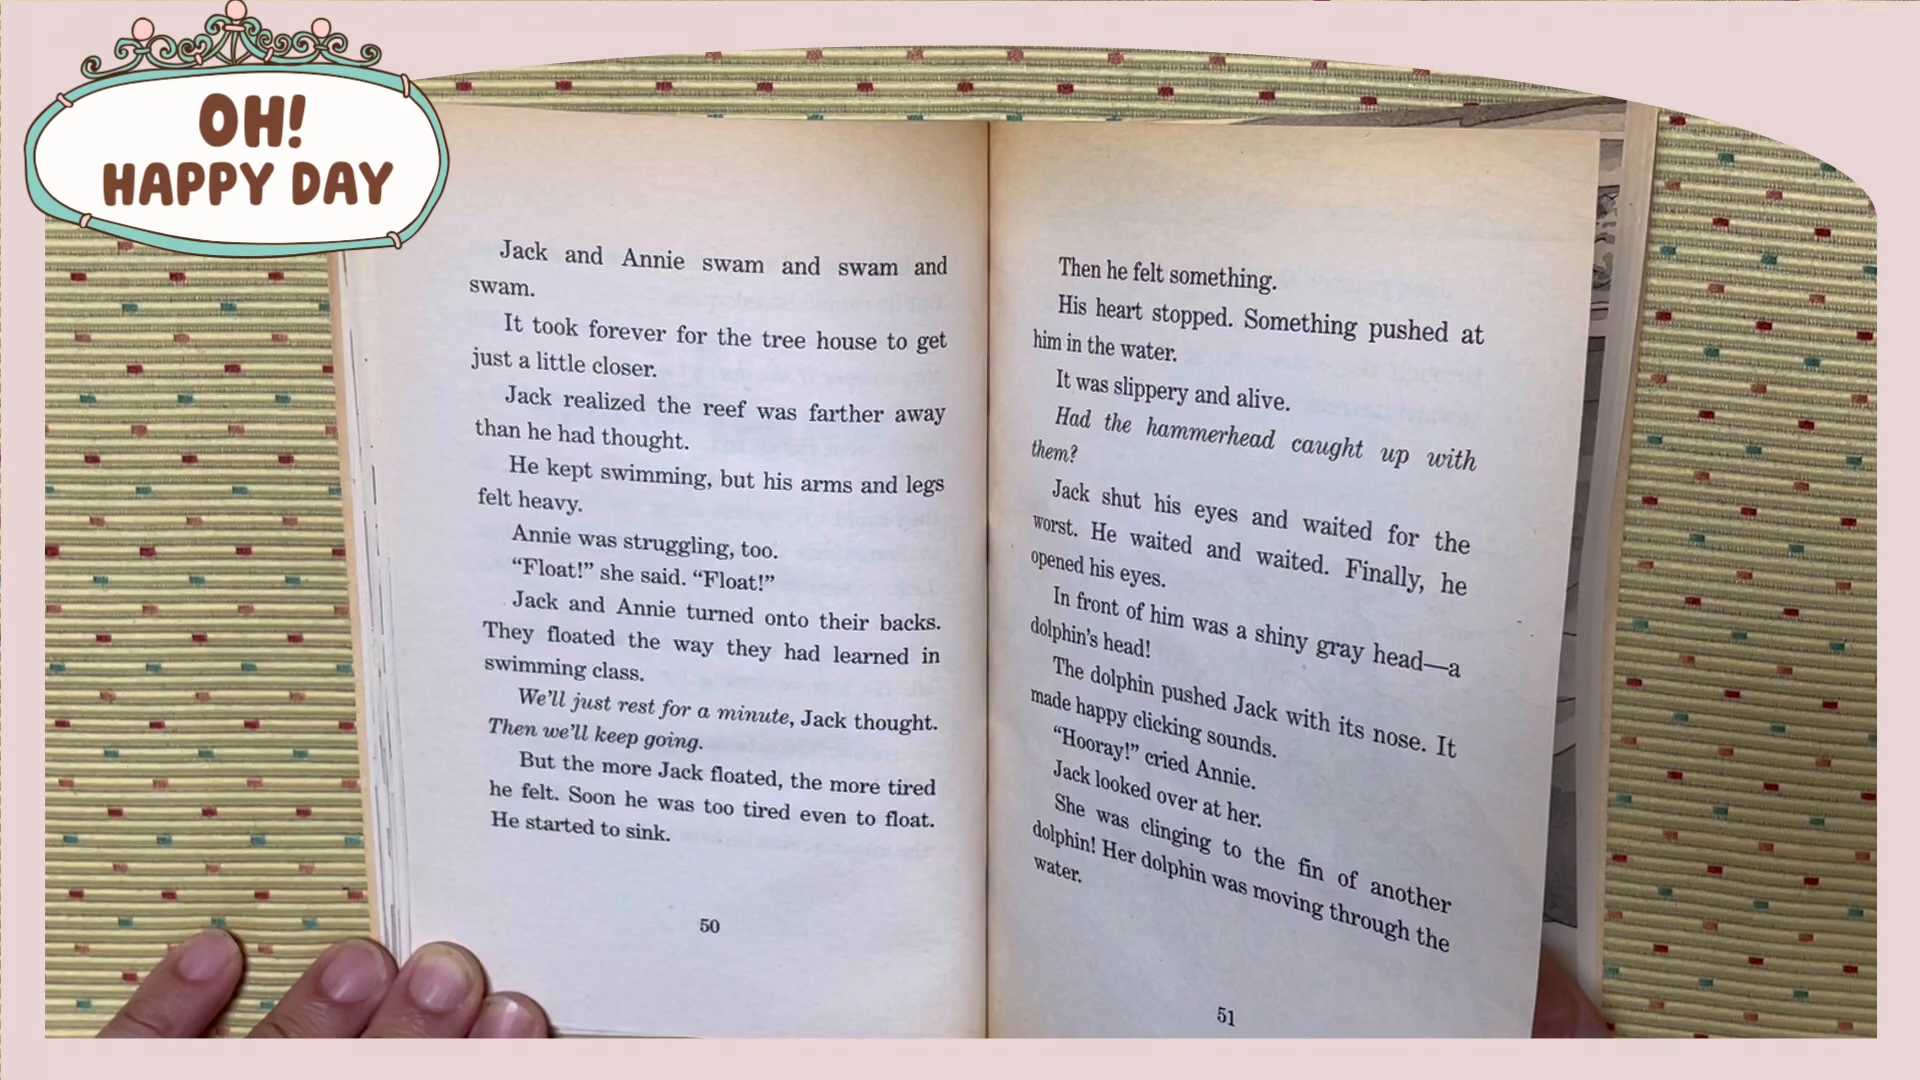 OH!
HAPPY DAY
Jack and Annie swam and swam and
swam.
It took forever for the tree house to get
just a little closer.
Jack realized the reef was farther away
than he had thought.
He kept swimming, but his arms and legs
felt heavy.
Annie was struggling, too.
“Float!” she said. “Float!”
Jack and Annie turned onto their backs.
They floated the way they had learned in
swimming class.
We’ll just rest for a minute, Jack thought.
Then we’ll keep going.
But the more Jack floated, the more tired
he felt. Soon he was too tired even to float.
He started to sink.
50
Then he felt something.
His heart stopped. Something pushed at
him in the water.
It was slippery and alive.
Had the hammerhead caught up with
them?
Jack shut his eyes and waited for the
worst. He waited and waited. Finally, he
opened his eyes.
In front of him was a shiny gray head—a
dolphin’s head!
The dolphin pushed Jack with its nose. It
made happy clicking sounds.
“Hooray!” cried Annie.
Jack looked over at her.
She was clinging to the fin of another
dolphin! Her dolphin was moving through the
water.
51